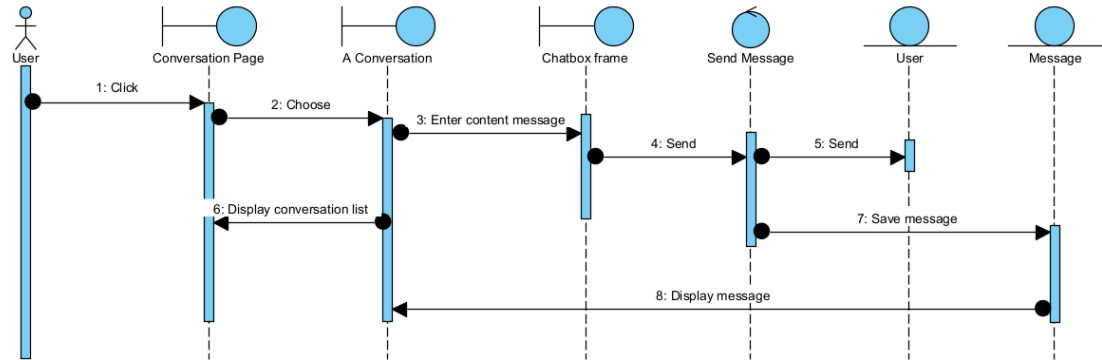 User
Conversation Page
A Conversation
Chatbox frame
Send Message
User
Message
1: Click
2: Choose
3: Enter content message
4: Send
5: Send
6: Display conversation list
7: Save message
8: Display message